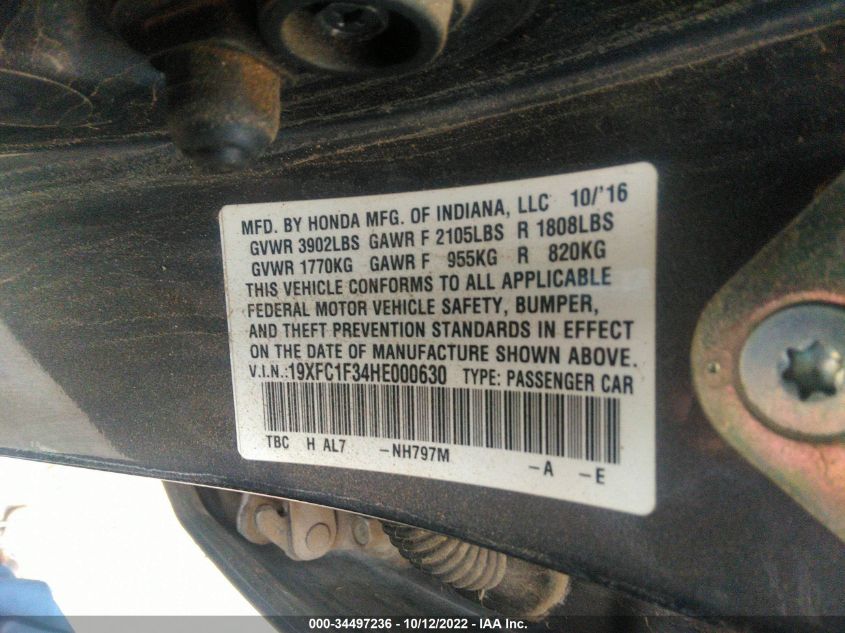 MFD. BY HONDA MFG. OF INDIANA, LLC 10/'16
GVWR 3902LBS GAWR F 2105LBS R 1808LBS
GVWR 1770KG GAWR F 955KG R 820KG
THIS VEHICLE CONFORMS TO ALL APPLICABLE
FEDERAL MOTOR VEHICLE SAFETY, BUMPER,
AND THEFT PREVENTION STANDARDS IN EFFECT
ON THE DATE OF MANUFACTURE SHOWN ABOVE.
V.I.N.:19XFC1F34HE000630 TYPE: PASSENGER CAR
TBC H AL7 -NH797M -A -E
000-34497236 - 10/12/2022 - IAA Inc.